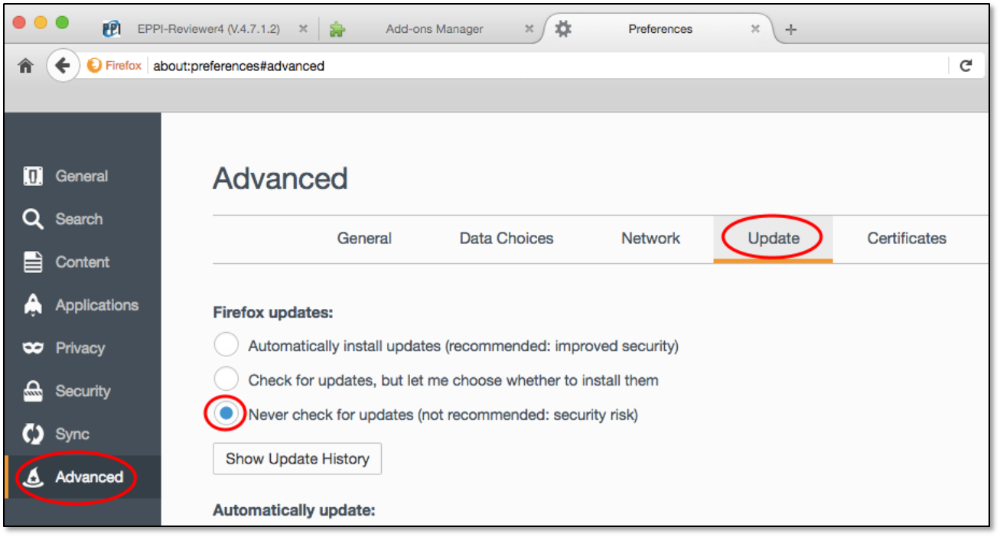 EPPI-Reviewer4 (V.4.7.1.2) Add-ons Manager Preferences
Firefox about:preferences#advanced
General
Search
Content
Applications
Privacy
Security
Sync
Advanced
Advanced
General Data Choices Network Update Certificates
Firefox updates:
Automatically install updates (recommended: improved security)
Check for updates, but let me choose whether to install them
Never check for updates (not recommended: security risk)
Show Update History
Automatically update: